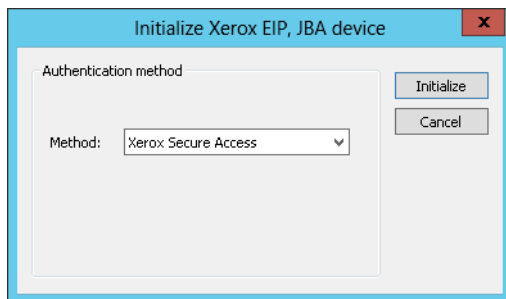 Initialize Xerox EIP, JBA device
x
Authentication method
Initialize
Cancel
Method: Xerox Secure Access